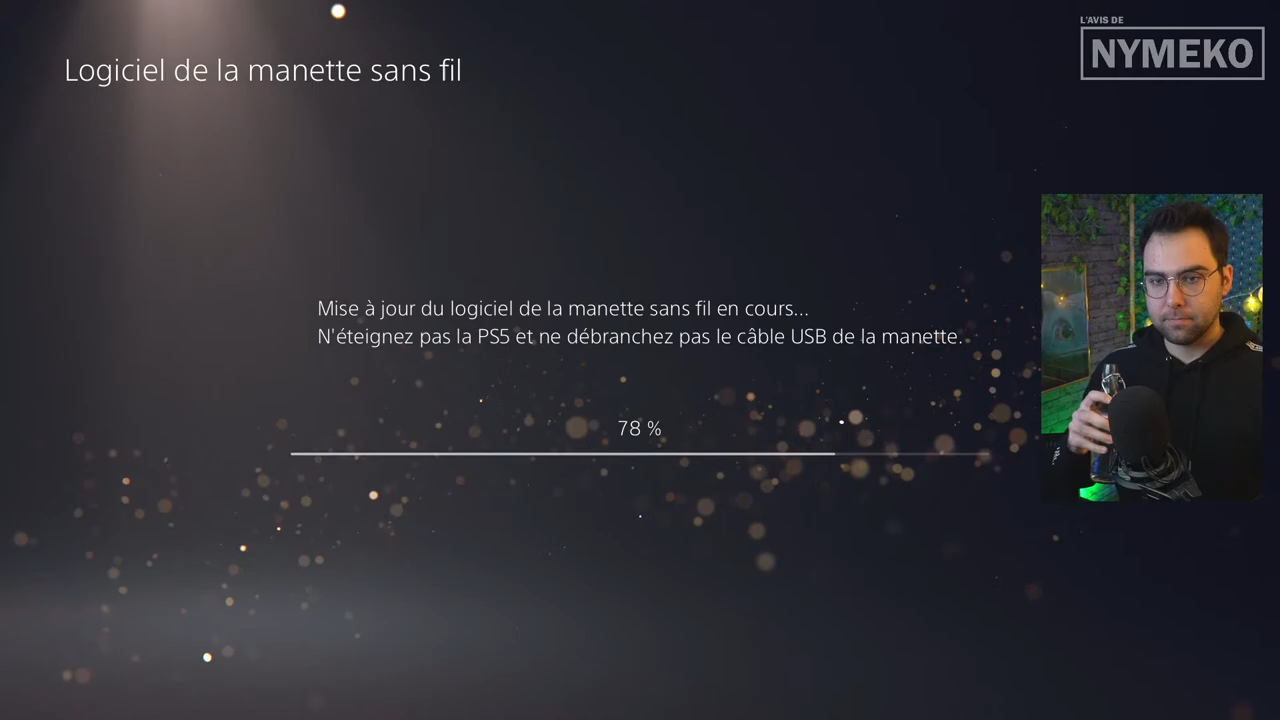 L'AVIS DE
NYMEKO
Logiciel de la manette sans fil
Mise à jour du logiciel de la manette sans fil en cours...
N'éteignez pas la PS5 et ne débranchez pas le câble USB de la manette.
78 %